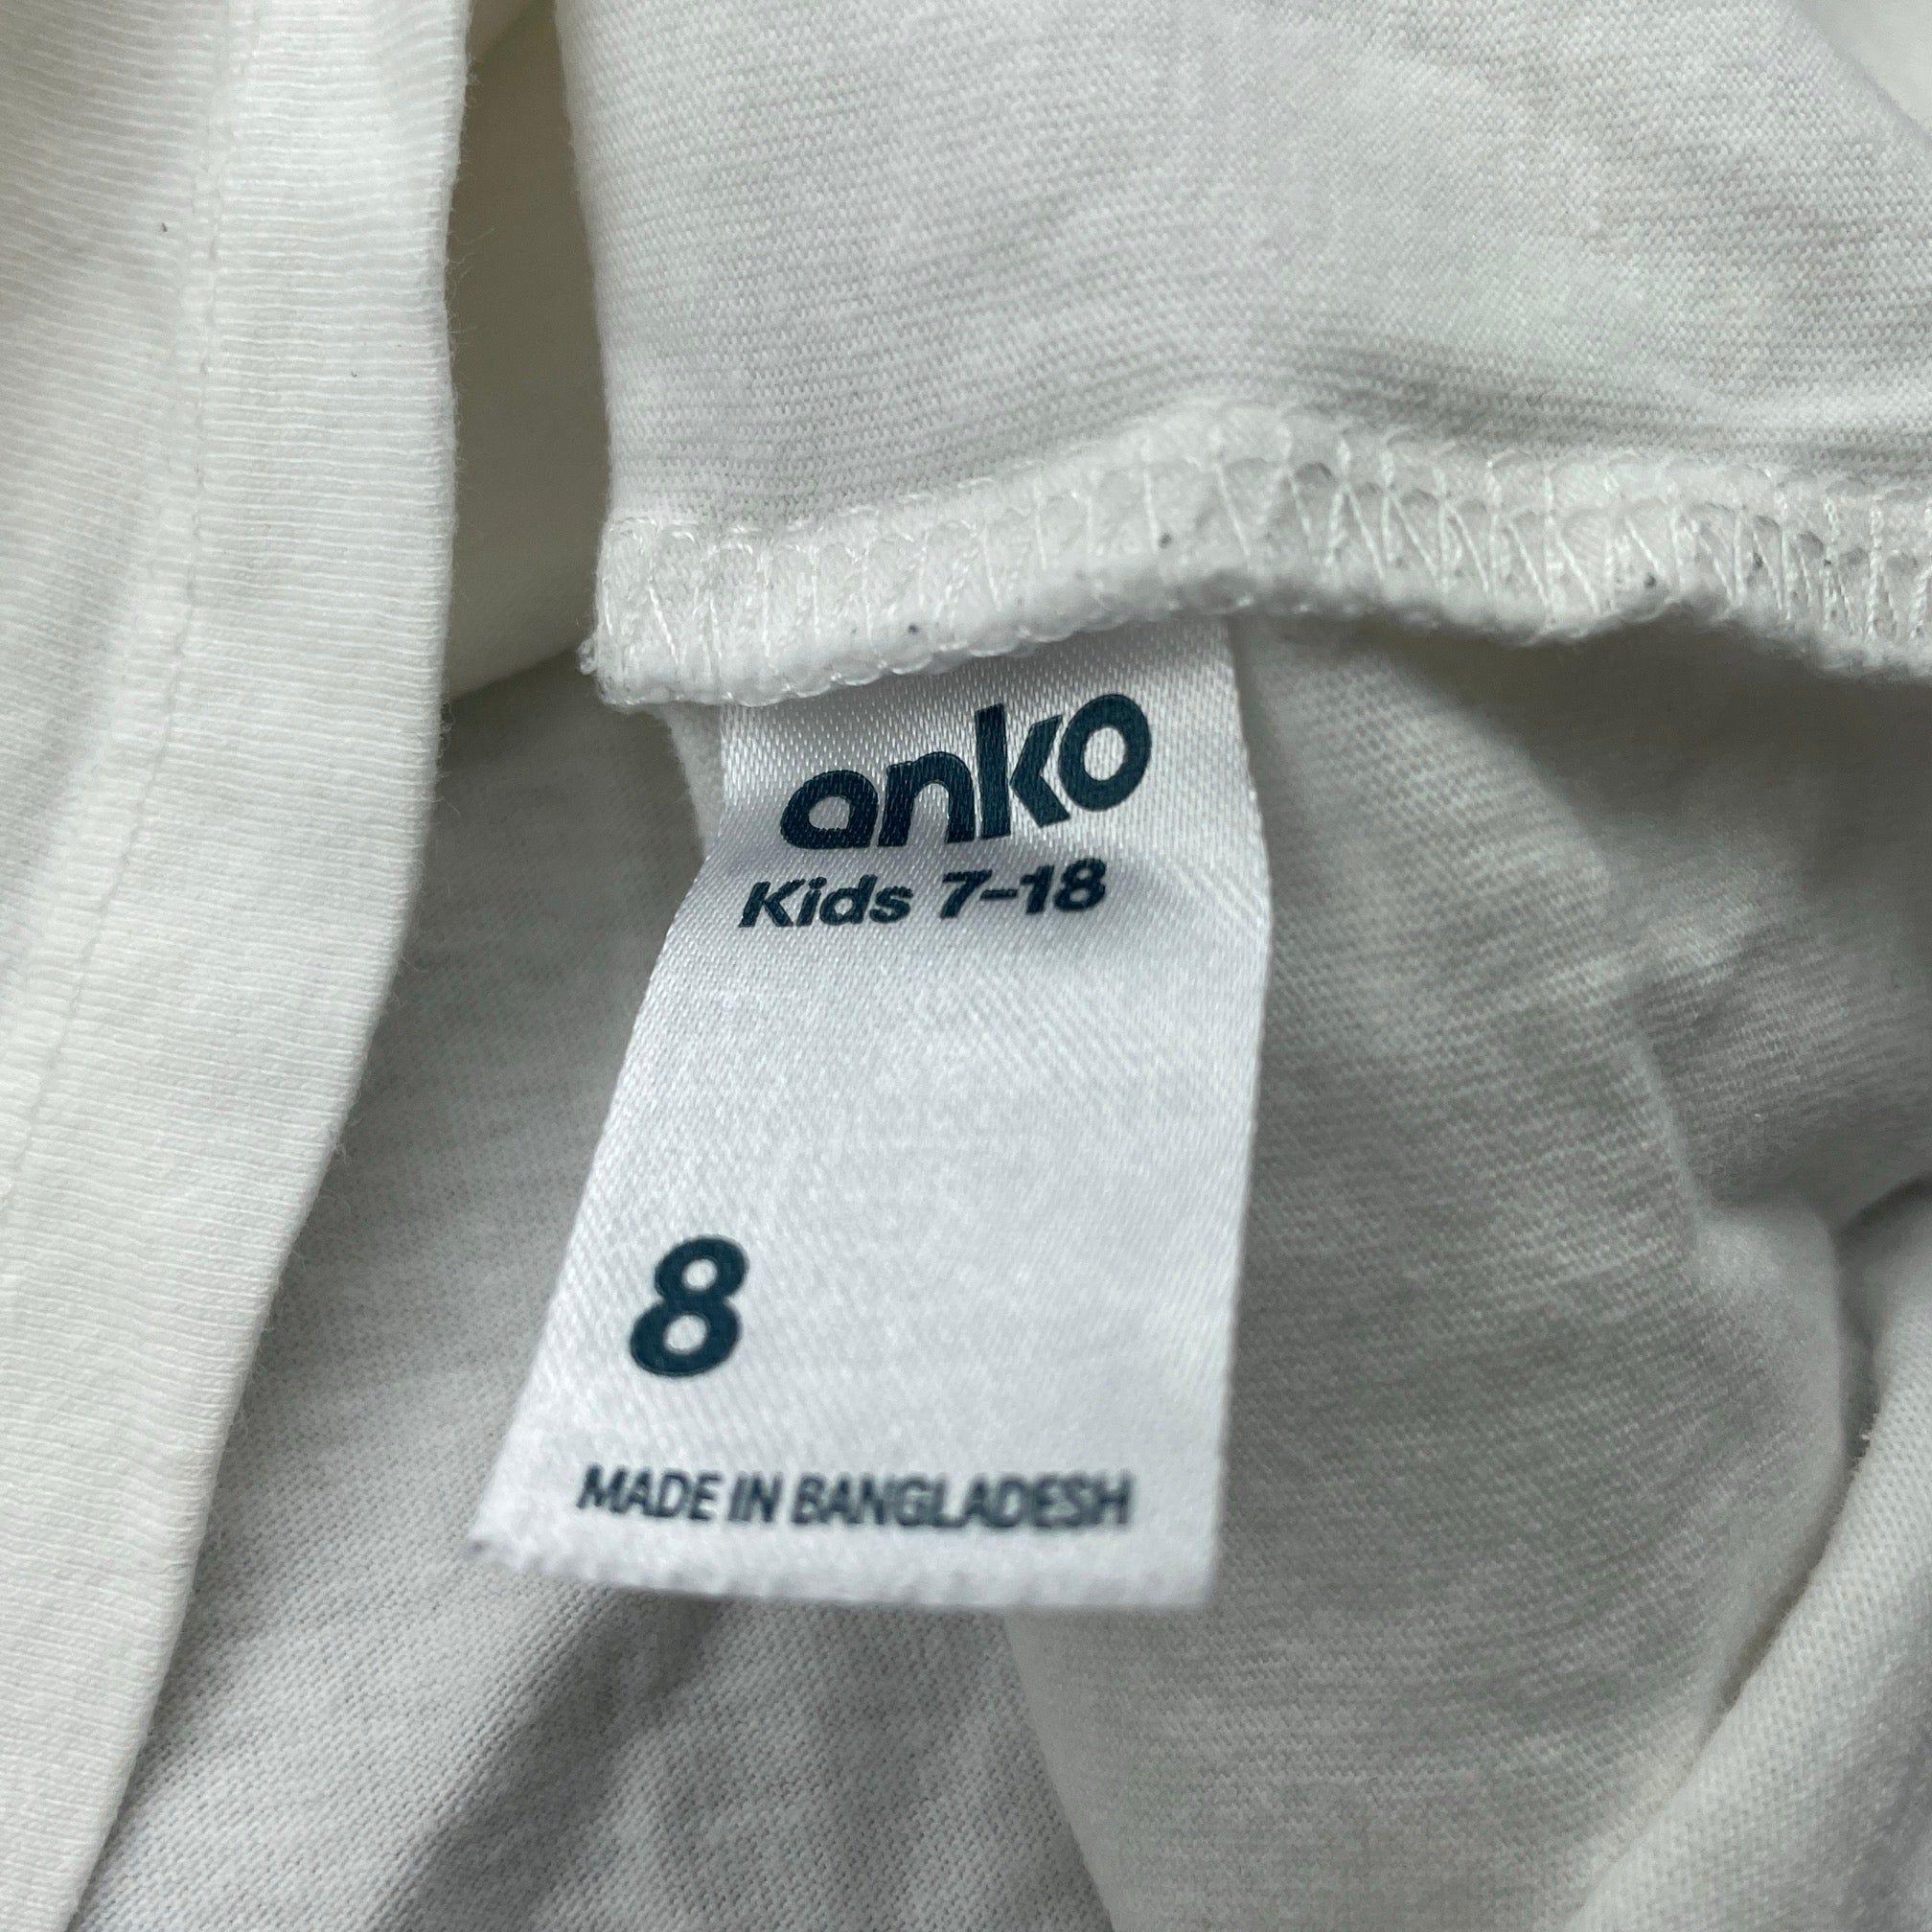 anko
Kids 7-18
8
MADE IN BANGLADESH